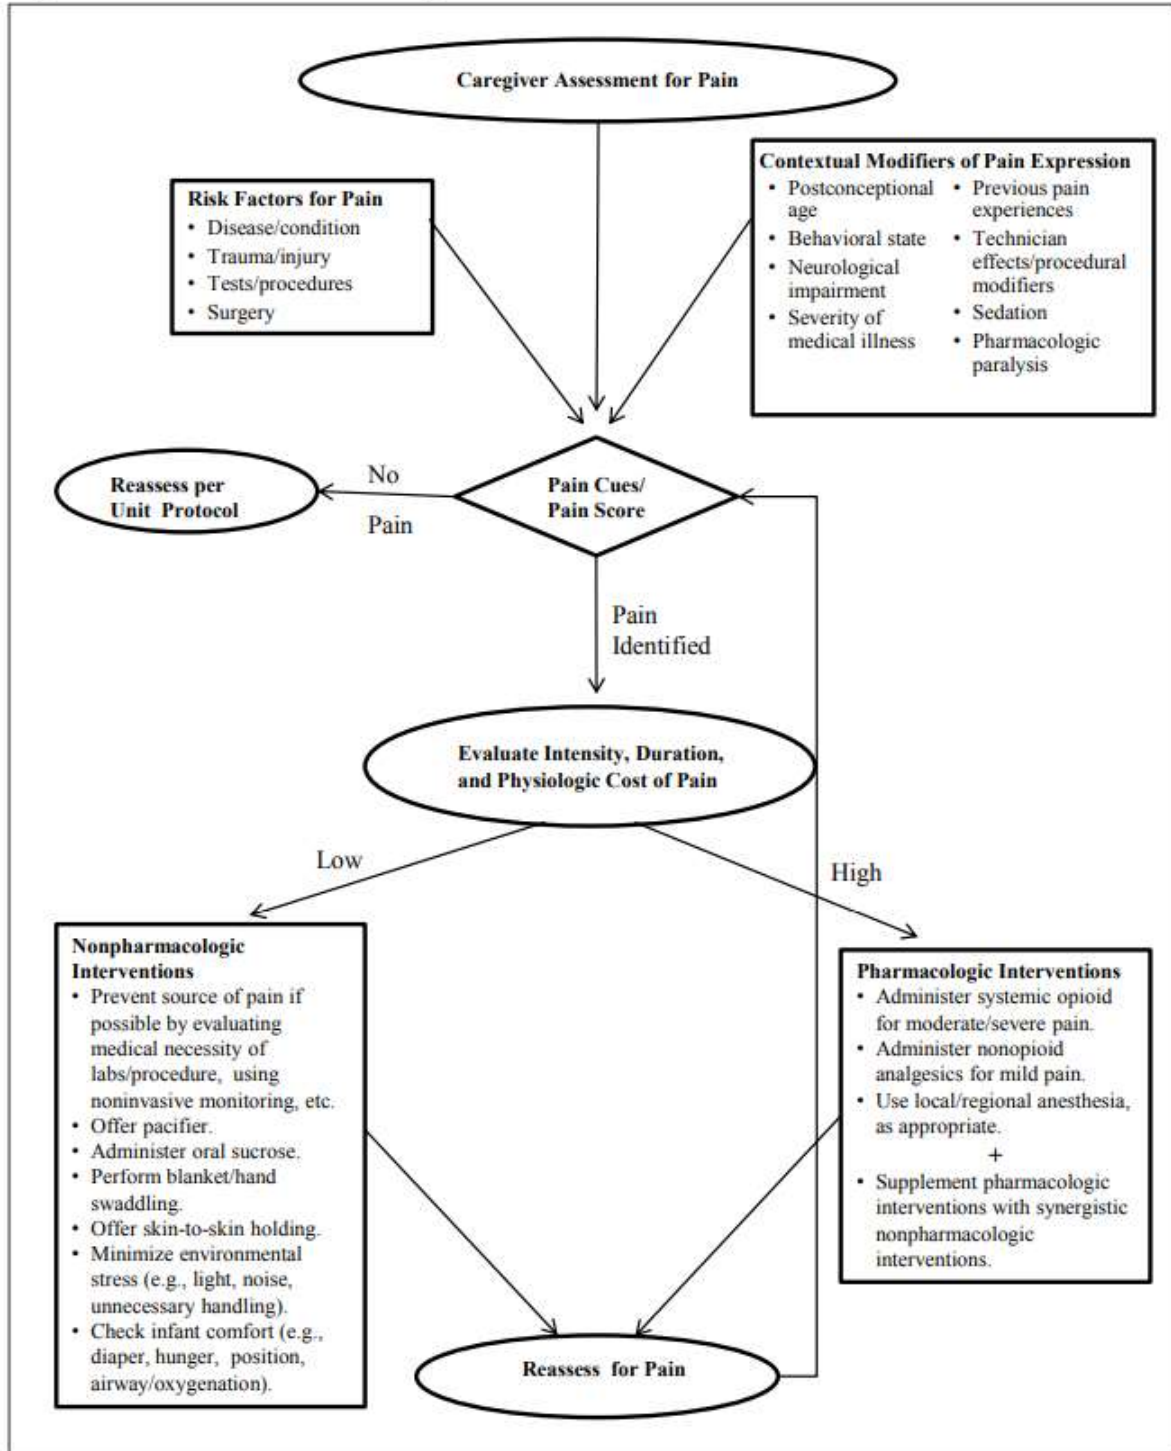 Caregiver Assessment for Pain
Risk Factors for Pain
• Disease/condition
• Trauma/injury
• Tests/procedures
• Surgery
Contextual Modifiers of Pain Expression
• Postconceptional
age
• Behavioral state
• Neurological
impairment
• Severity of
medical illness
• Previous pain
experiences
• Technician
effects/procedural
modifiers
• Sedation
• Pharmacologic
paralysis
Pain Cues/
Pain Score
No
Pain
Reassess per
Unit Protocol
Pain
Identified
Evaluate Intensity, Duration,
and Physiologic Cost of Pain
Low
High
Nonpharmacologic
Interventions
• Prevent source of pain if
possible by evaluating
medical necessity of
labs/procedure, using
noninvasive monitoring, etc.
• Offer pacifier.
• Administer oral sucrose.
• Perform blanket/hand
swaddling.
• Offer skin-to-skin holding.
• Minimize environmental
stress (e.g., light, noise,
unnecessary handling).
• Check infant comfort (e.g.,
diaper, hunger, position,
airway/oxygenation).
Pharmacologic Interventions
• Administer systemic opioid
for moderate/severe pain.
• Administer nonopioid
analgesics for mild pain.
• Use local/regional anesthesia,
as appropriate.
+
• Supplement pharmacologic
interventions with synergistic
nonpharmacologic
interventions.
Reassess for Pain